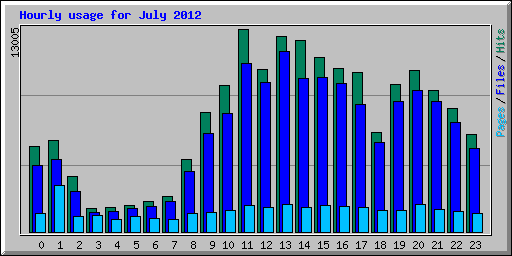 Hourly usage for July 2012
13005
Pages / Files / Hits
0 1 2 3 4 5 6 7 8 9 10 11 12 13 14 15 16 17 18 19 20 21 22 23